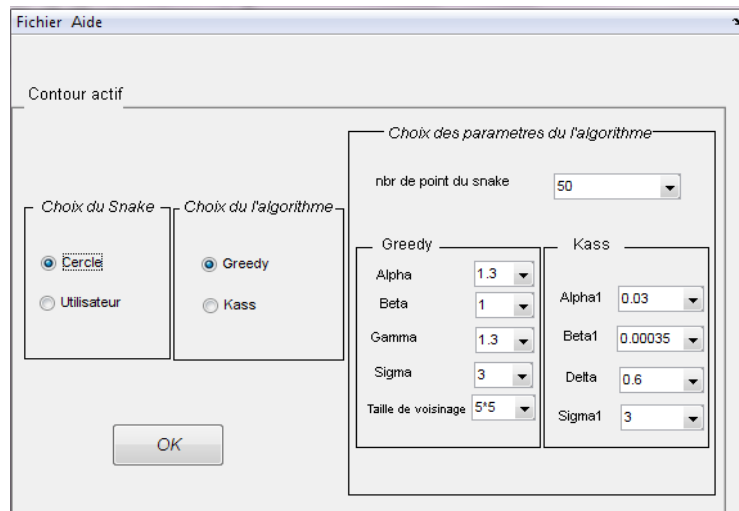 Fichier Aide
Contour actif
Choix des parametres du l'algorithme
nbr de point du snake 50
Choix du Snake
Cercle
Utilisateur
Choix du l'algorithme
Greedy
Kass
Greedy
Alpha 1.3
Beta 1
Gamma 1.3
Sigma 3
Taille de voisinage 5*5
Kass
Alpha1 0.03
Beta1 0.00035
Delta 0.6
Sigma1 3
OK